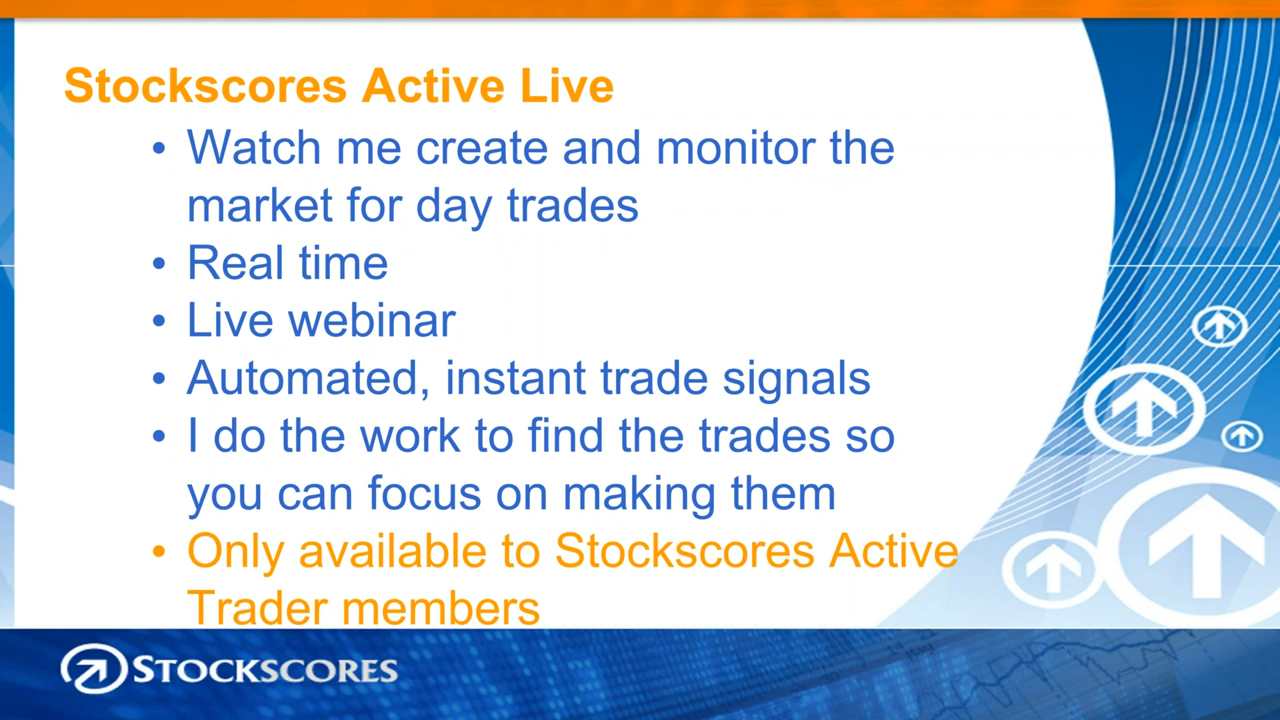 Stockscores Active Live
• Watch me create and monitor the
market for day trades
• Real time
• Live webinar
• Automated, instant trade signals
• I do the work to find the trades so
you can focus on making them
• Only available to Stockscores Active
Trader members
STOCKSCORES